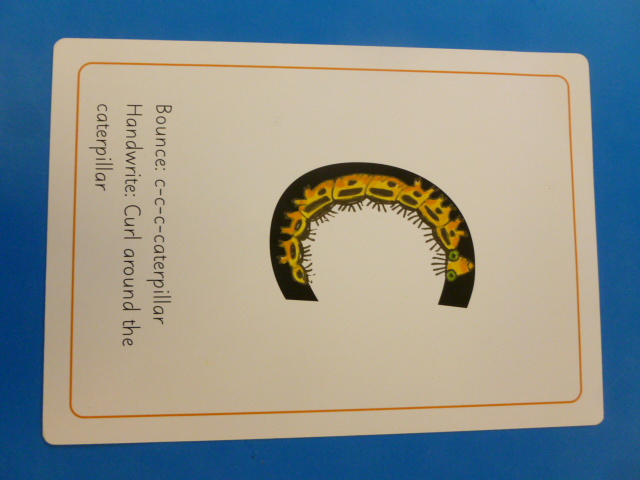 c
Bounce: c-c-c-caterpillar
Handwrite: Curl around the
caterpillar